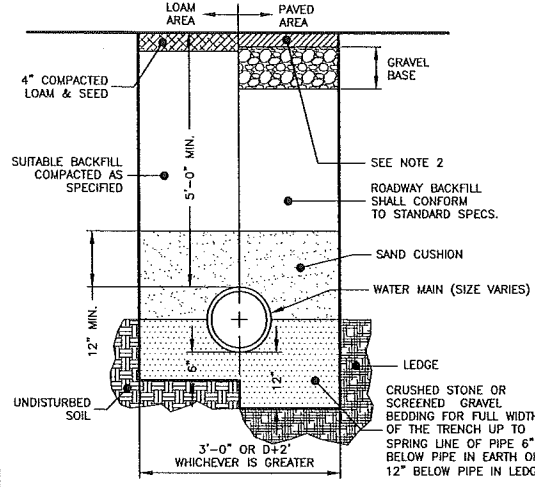 LOAM
AREA
PAVED
AREA
4" COMPACTED
LOAM & SEED
GRAVEL
BASE
SUITABLE BACKFILL
COMPACTED AS
SPECIFIED
5'-0" MIN.
SEE NOTE 2
ROADWAY BACKFILL
SHALL CONFORM
TO STANDARD SPECS.
SAND CUSHION
WATER MAIN (SIZE VARIES)
12" MIN.
6"
12"
LEDGE
UNDISTURBED
SOIL
CRUSHED STONE OR
SCREENED GRAVEL
BEDDING FOR FULL WIDTH
OF THE TRENCH UP TO
SPRING LINE OF PIPE 6"
BELOW PIPE IN EARTH O
12" BELOW PIPE IN LEDG
3'-0" OR D+2'
WHICHEVER IS GREATER